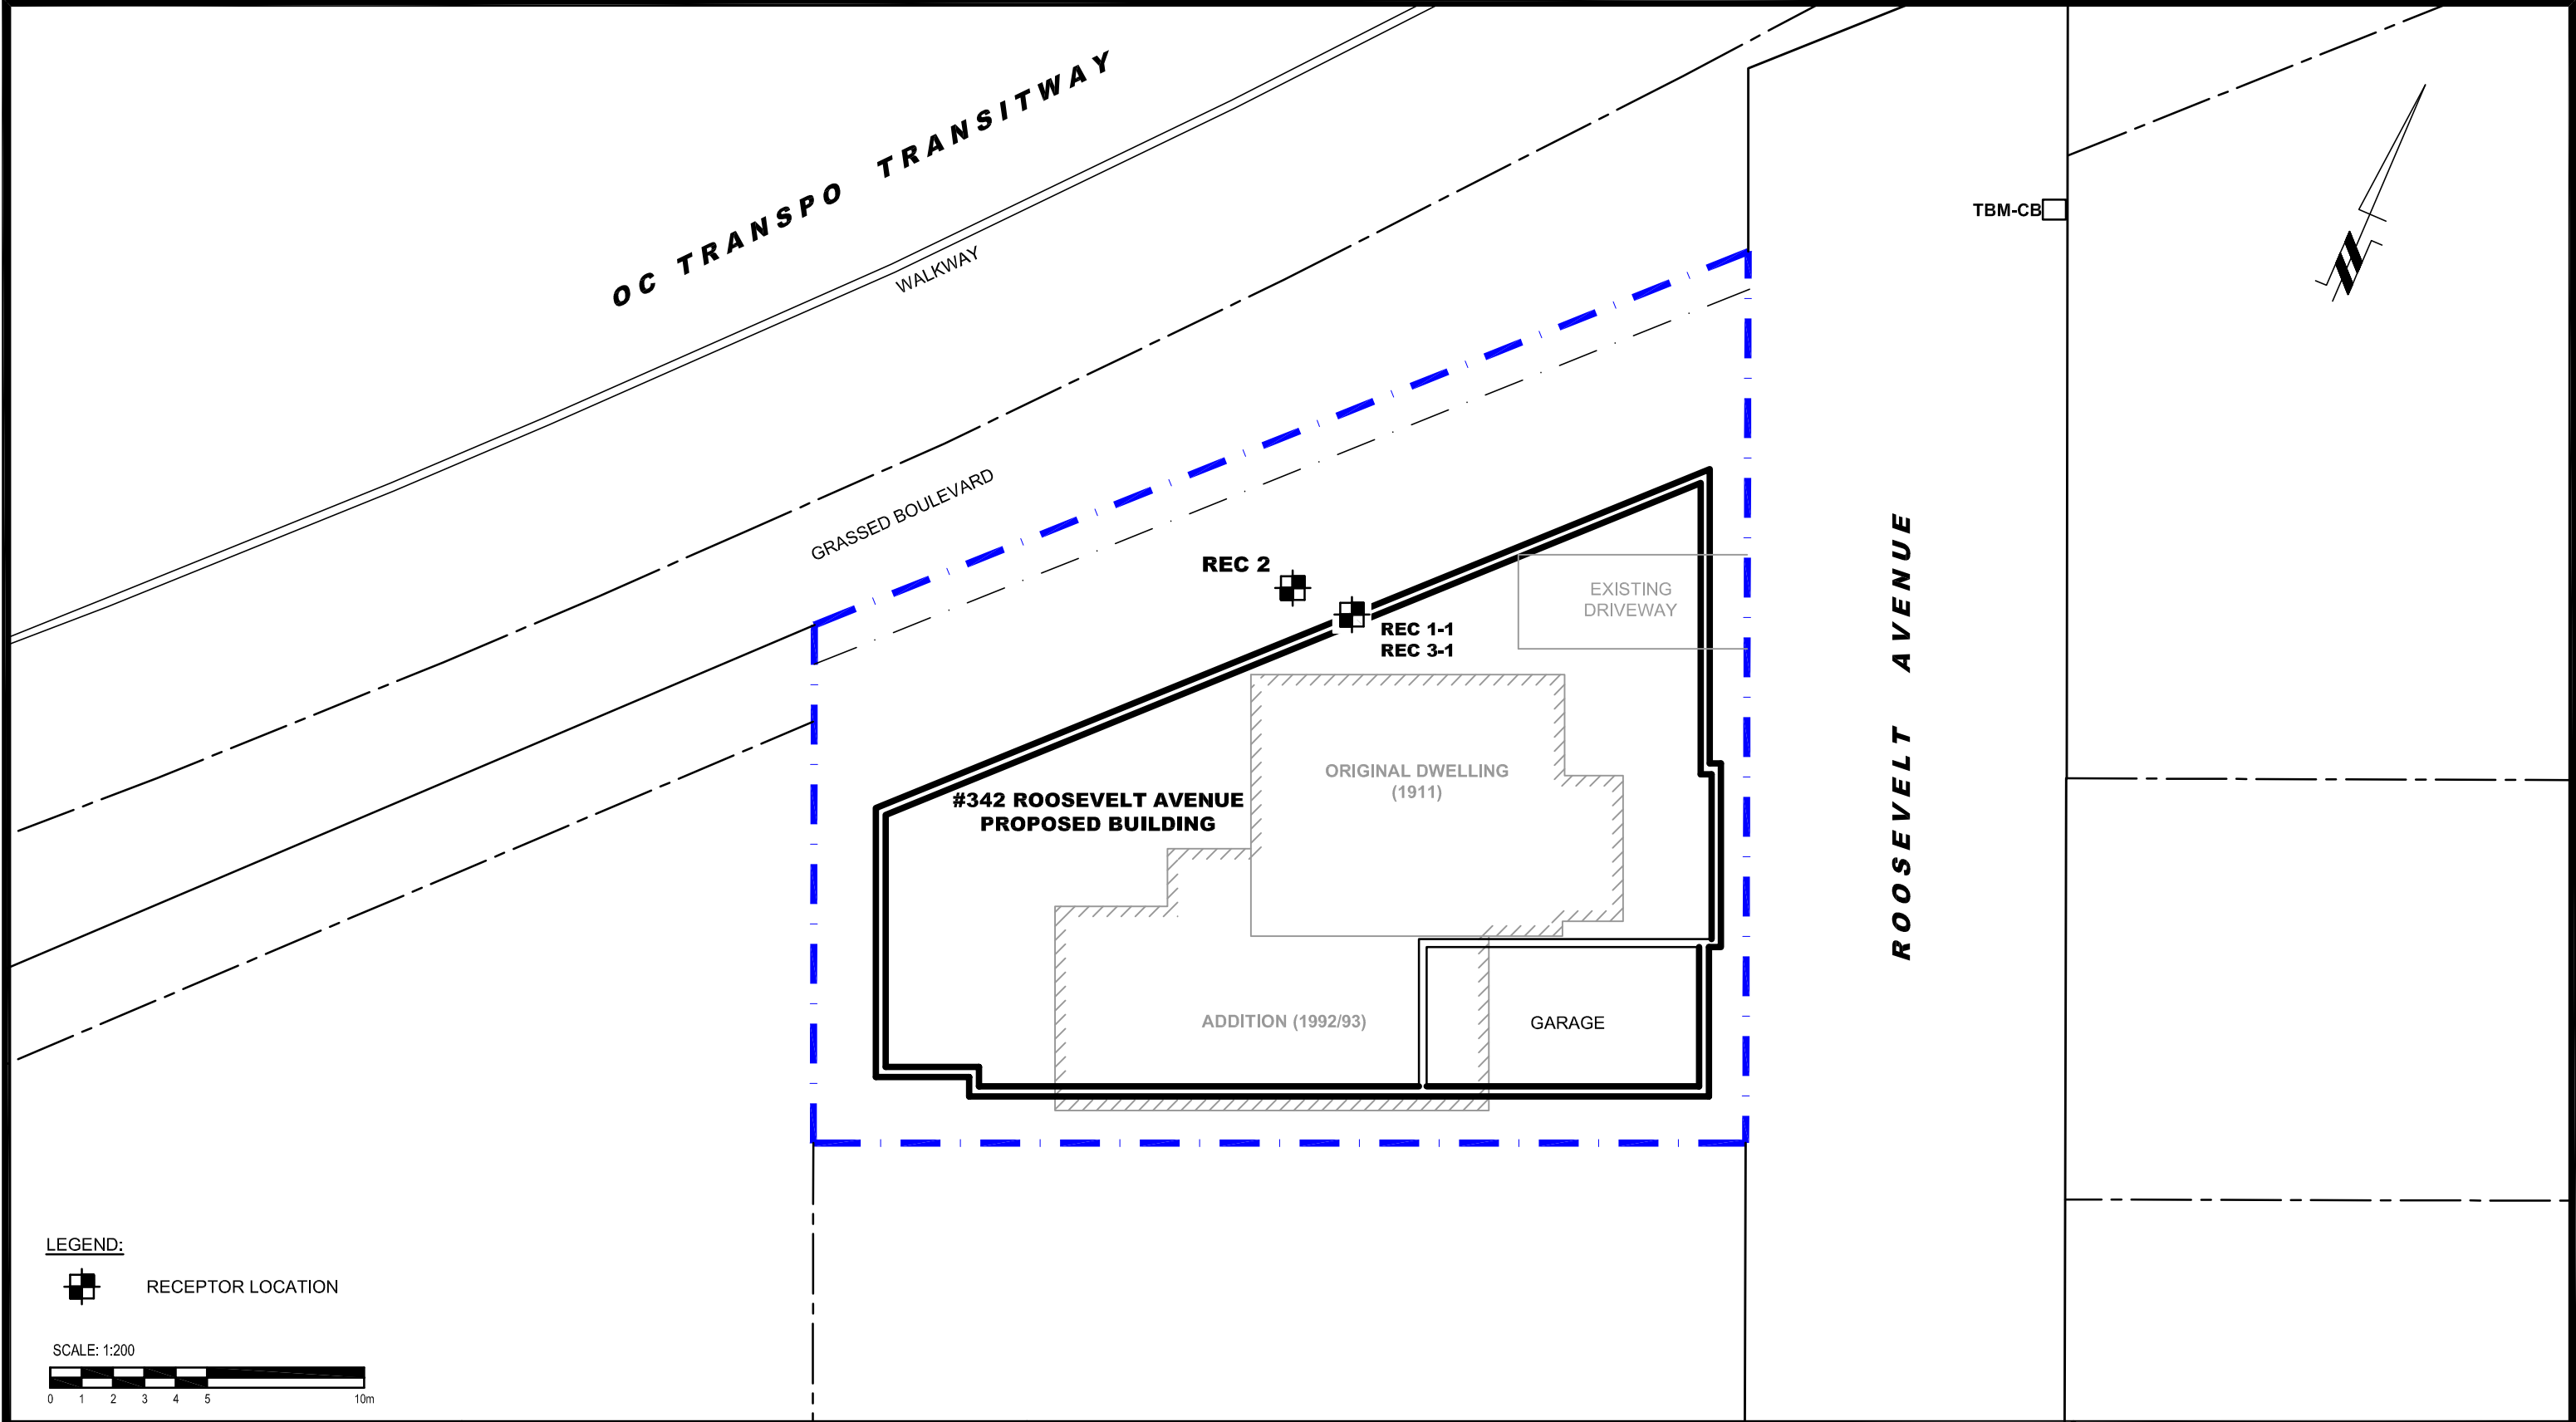 OC TRANSPO TRANSITWAY
WALKWAY
TBM-CB
GRASSED BOULEVARD
REC 2
REC 1-1
REC 3-1
EXISTING
DRIVEWAY
ROOSEVELT AVENUE
ORIGINAL DWELLING
(1911)
#342 ROOSEVELT AVENUE
PROPOSED BUILDING
ADDITION (1992/93)
GARAGE
LEGEND:
RECEPTOR LOCATION
SCALE: 1:200
0 1 2 3 4 5 10m